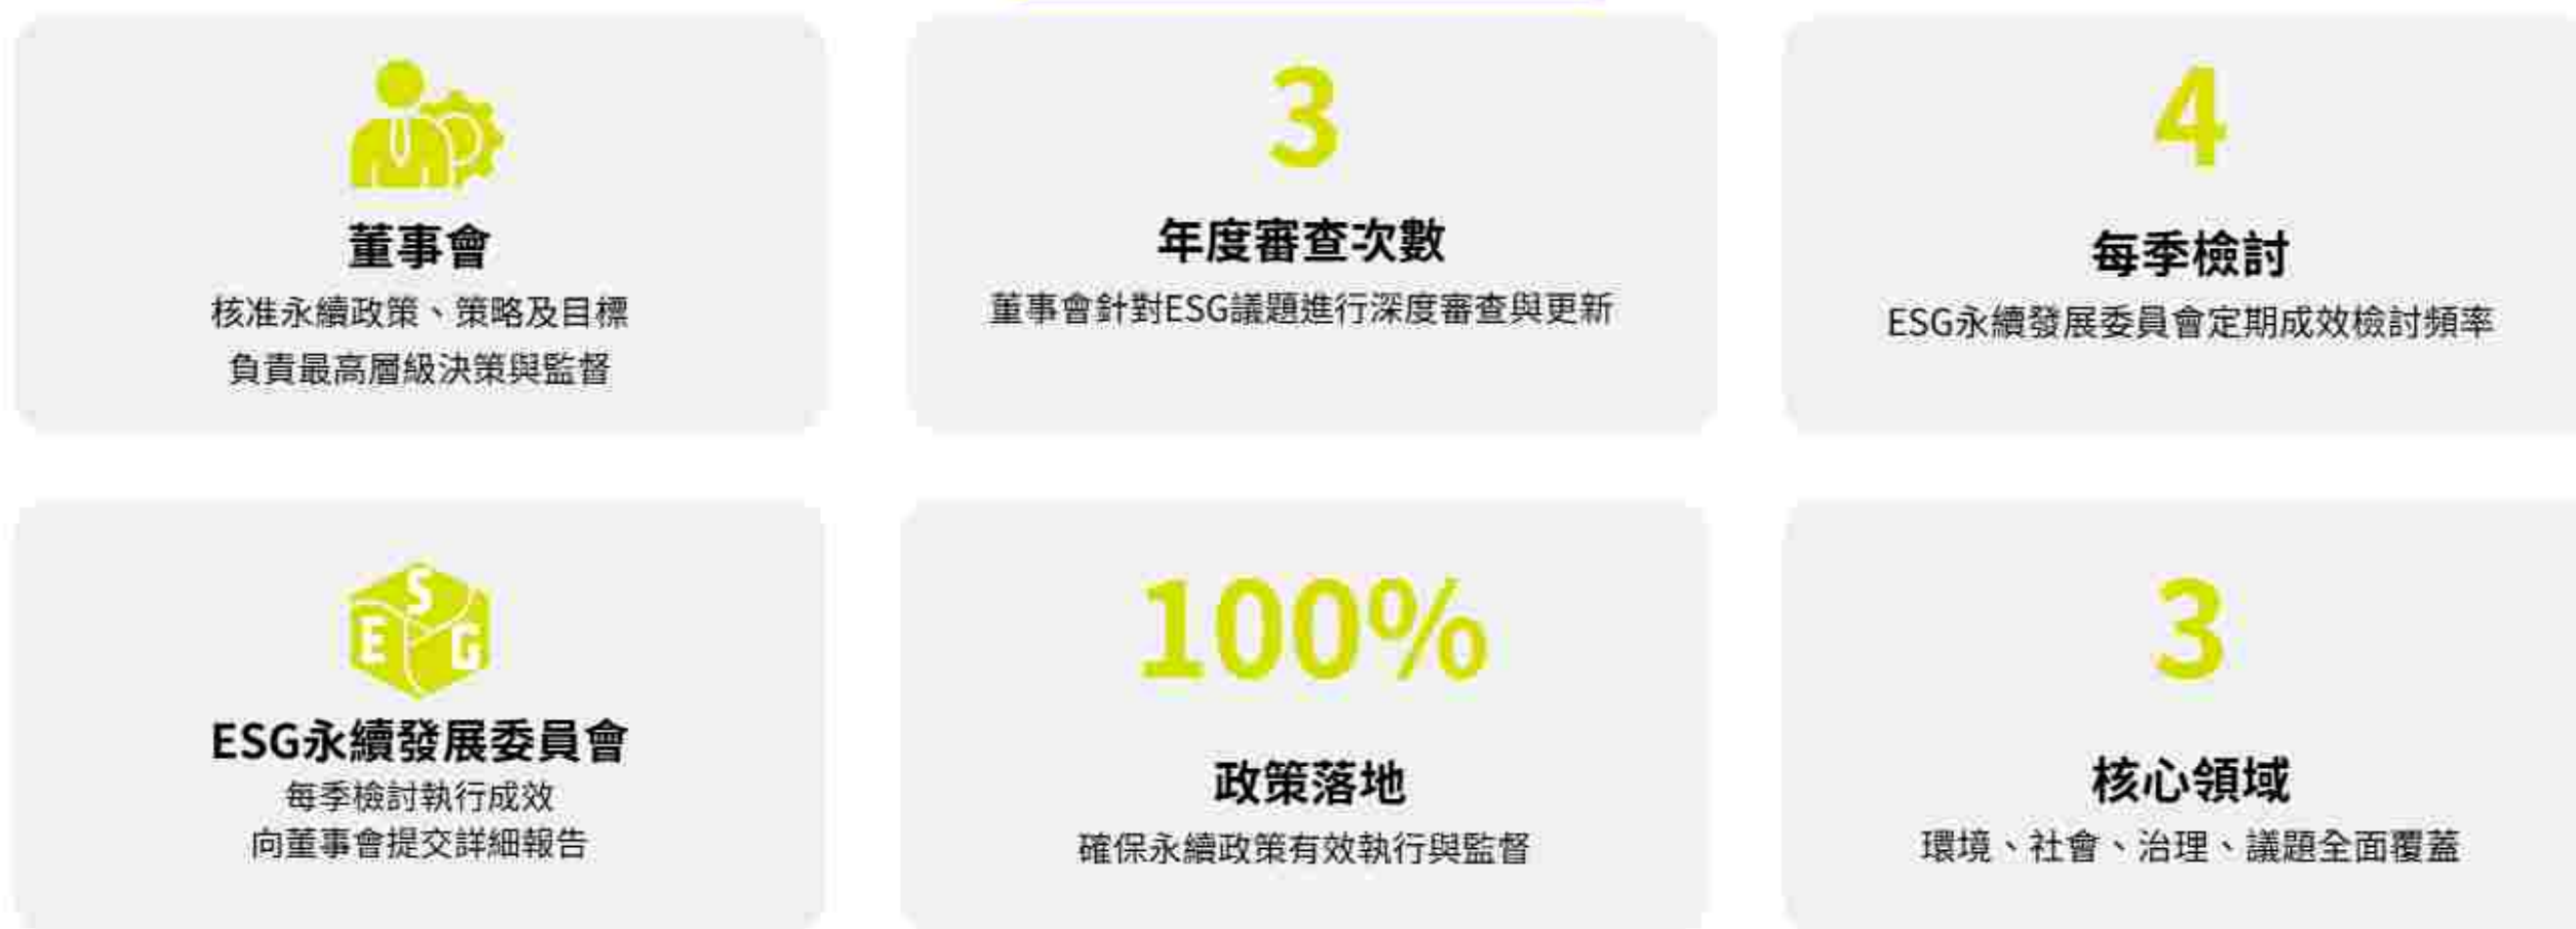 董事會
核准永續政策、策略及目標
負責最高層級決策與監督
3
年度審查次數
董事會針對ESG議題進行深度審查與更新
4
每季檢討
ESG永續發展委員會定期成效檢討頻率
S
E G
ESG永續發展委員會
每季檢討執行成效
向董事會提交詳細報告
100%
政策落地
確保永續政策有效執行與監督
3
核心領域
環境、社會、治理、議題全面覆蓋